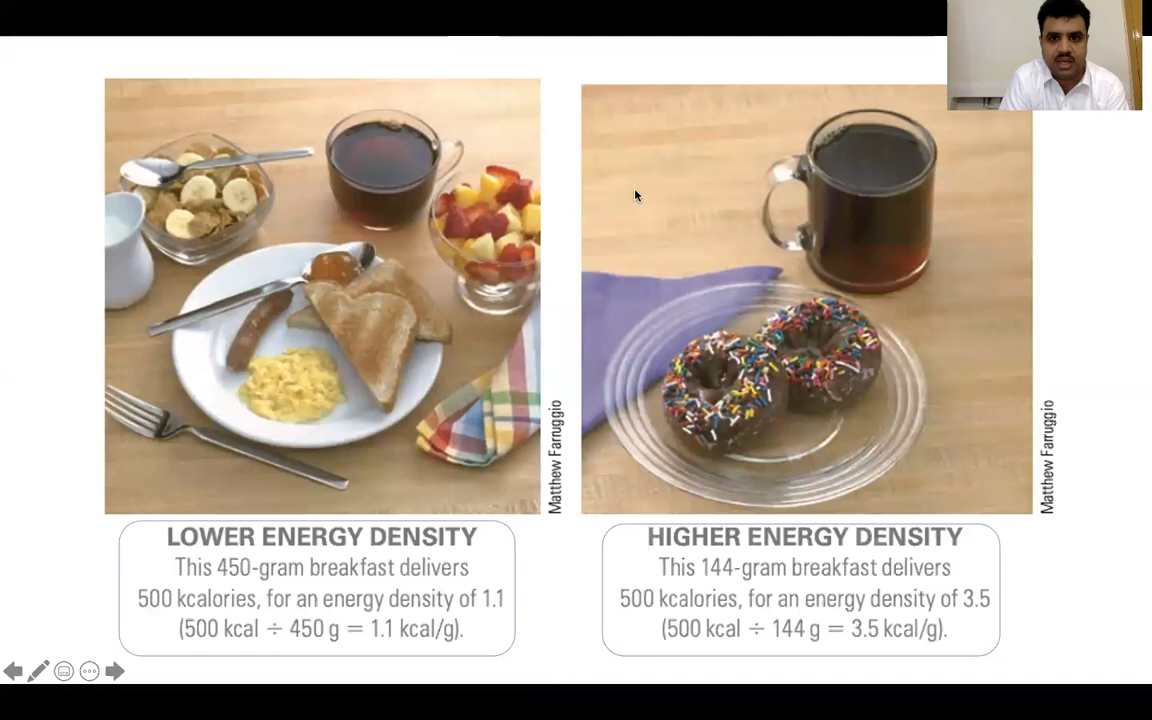 Matthew Farruggio
Matthew Farruggio
LOWER ENERGY DENSITY
This 450-gram breakfast delivers
500 kcalories, for an energy density of 1.1
(500 kcal ÷ 450 g = 1.1 kcal/g).
HIGHER ENERGY DENSITY
This 144-gram breakfast delivers
500 kcalories, for an energy density of 3.5
(500 kcal ÷ 144 g = 3.5 kcal/g).